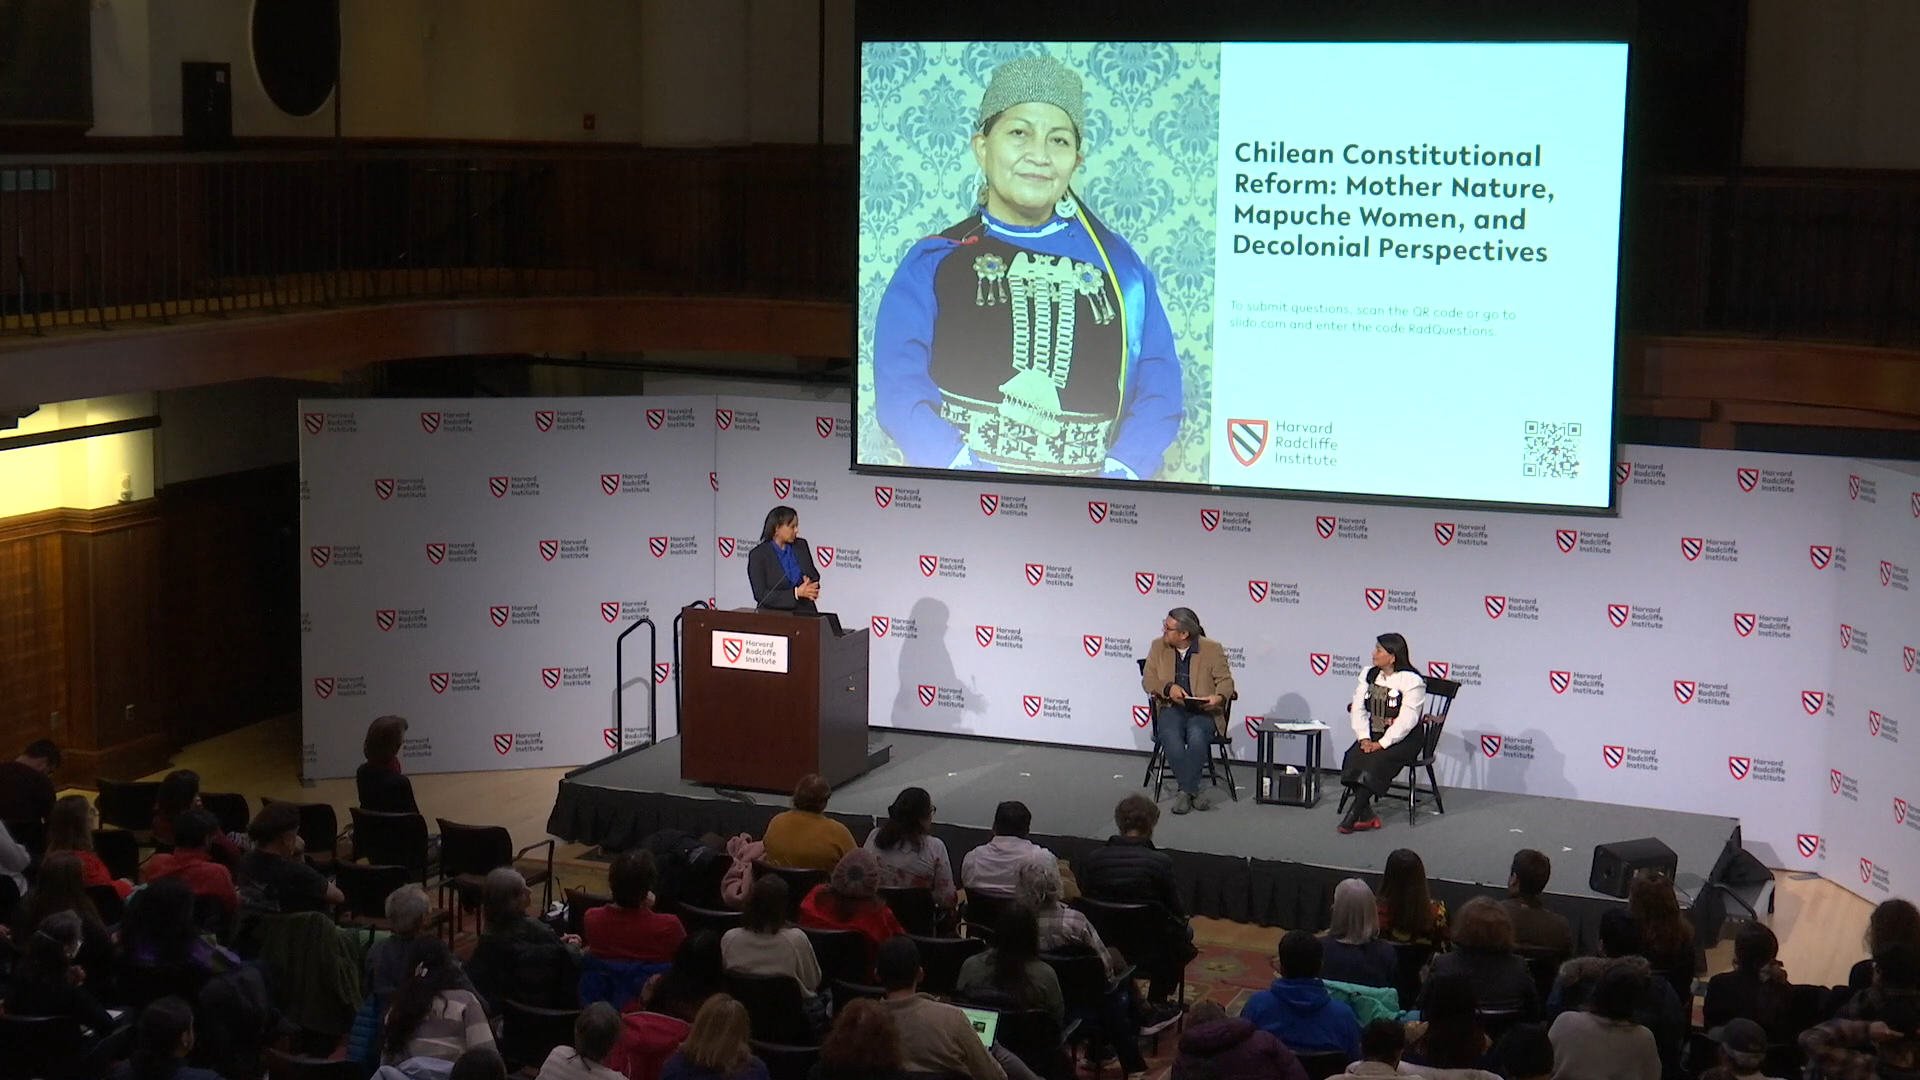 Chilean Constitutional
Reform: Mother Nature,
Mapuche Women, and
Decolonial Perspectives
To submit questions, scan the QR code or go to
slido.com and enter the code RadQuestions.
Harvard
Radcliffe
Institute
Harvard
Radcliffe
Institute